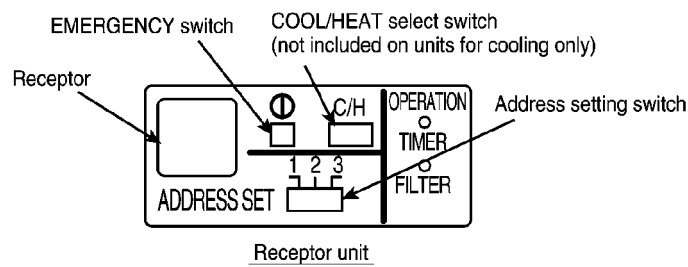 COOL/HEAT select switch
EMERGENCY switch
(not included on units for cooling only)
Receptor
Address setting switch
C/H
OPERATION
TIMER
1 2 3
FILTER
ADDRESS SET
Receptor unit